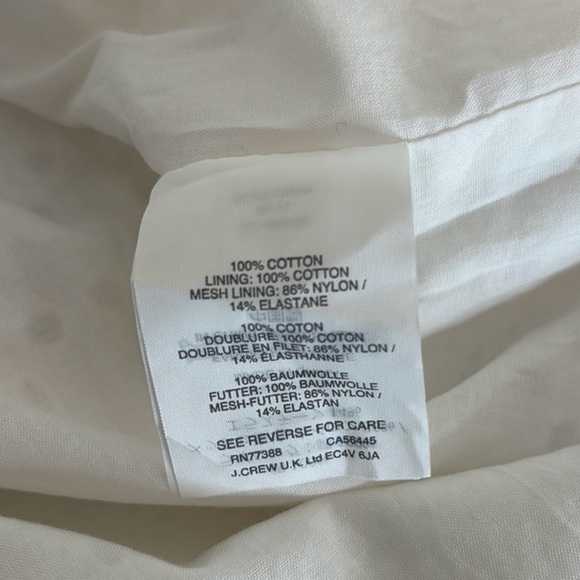 100% COTTON
LINING: 100% COTTON
MESH LINING: 86% NYLON /
14% ELASTANE
100% COTON
DOUBLURE: 100% COTON
DOUBLURE EN FILET: 86% NYLON /
14% ÉLASTHANNE
100% BAUMWOLLE
FUTTER: 100% BAUMWOLLE
MESH-FUTTER: 86% NYLON /
14% ELASTAN
SEE REVERSE FOR CARE
RN77388 CA56445
J.CREW U.K. Ltd EC4V 6JA